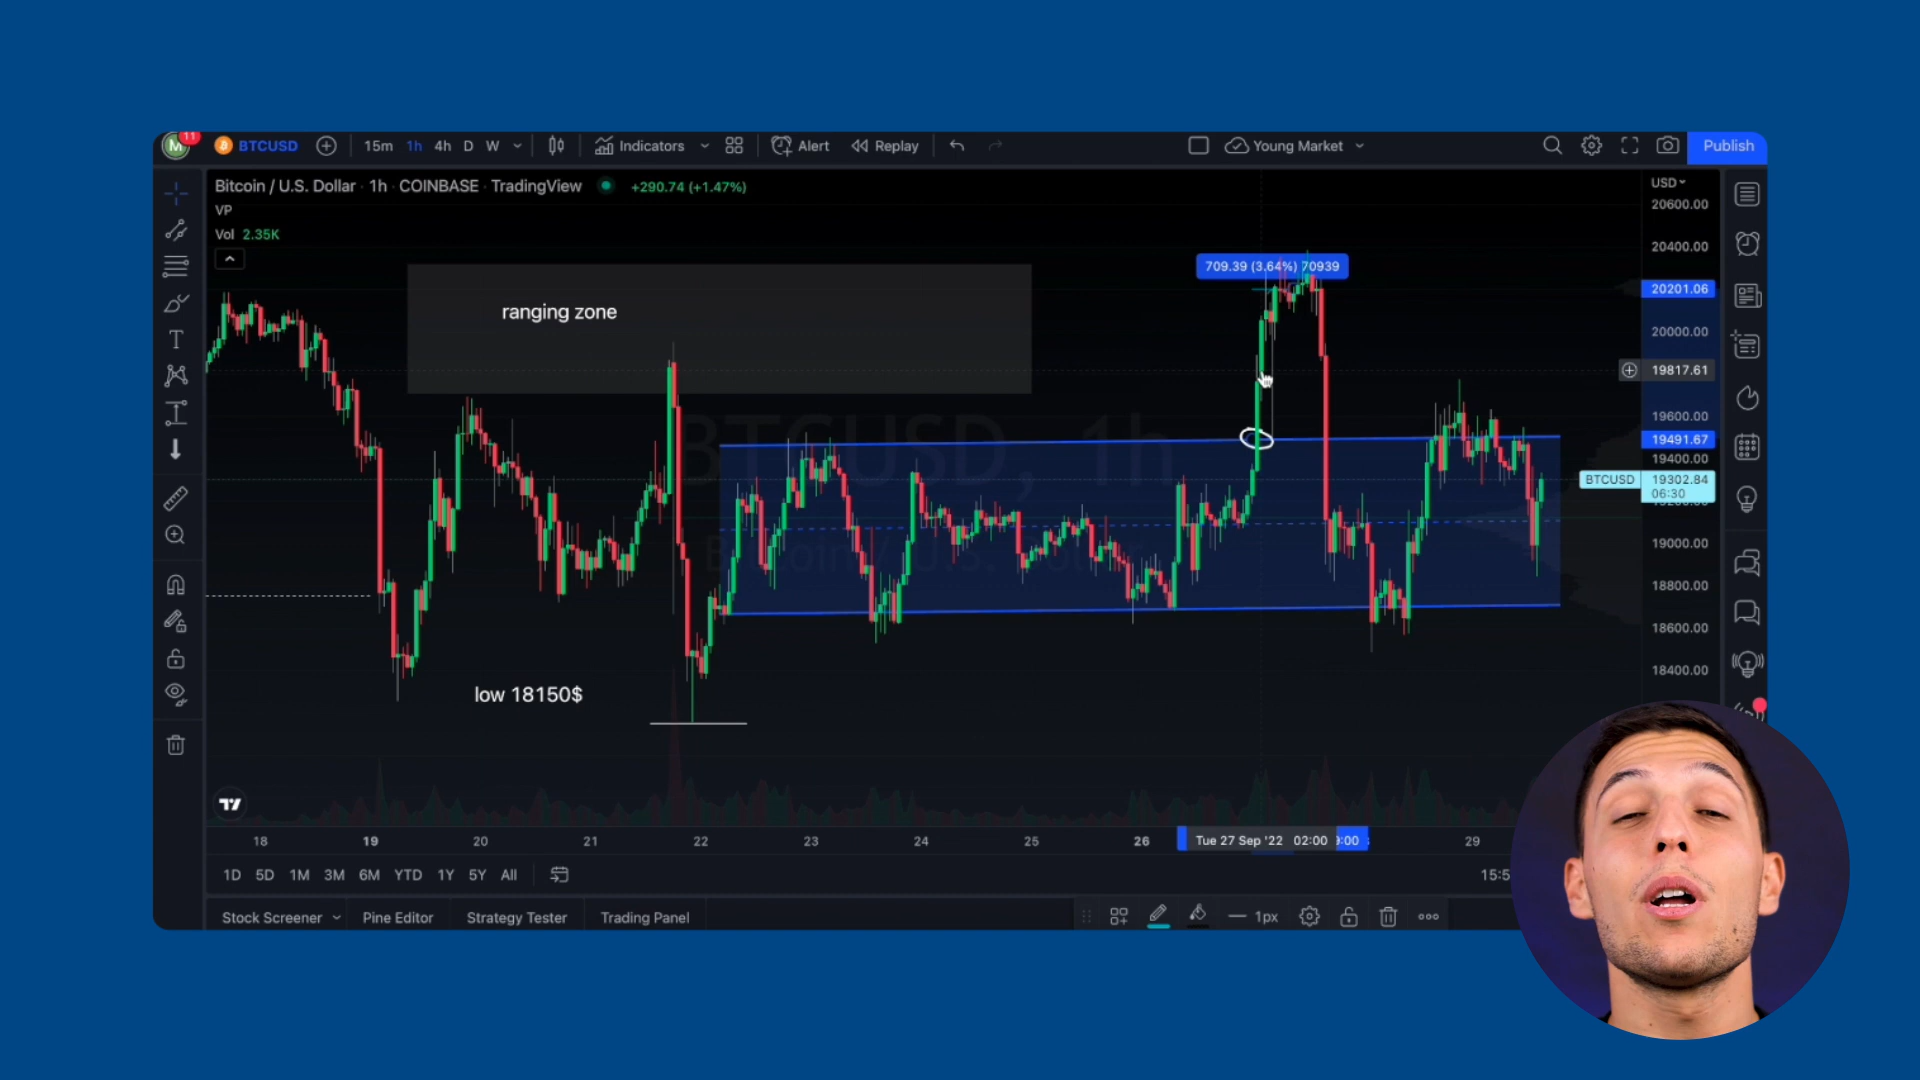 M 11 BTCUSD 15m 1h 4h D W Indicators Alert Replay Young Market Publish
Bitcoin / U.S. Dollar · 1h · COINBASE · TradingView +290.74 (+1.47%) USD
VP 20600.00
Vol 2.35K
20400.00
709.39 (3.64%) 70939
20201.06
ranging zone
20000.00
19817.61
BTCUSD, 1h
19600.00
19491.67
19400.00
BTCUSD 19302.84
06:30
19000.00
Bitcoin / U.S. Dollar
18800.00
18600.00
18400.00
low 18150$
18 19 20 21 22 23 24 25 26 Tue 27 Sep '22 02:00 29
1D 5D 1M 3M 6M YTD 1Y 5Y All 15:5
Stock Screener Pine Editor Strategy Tester Trading Panel 1px